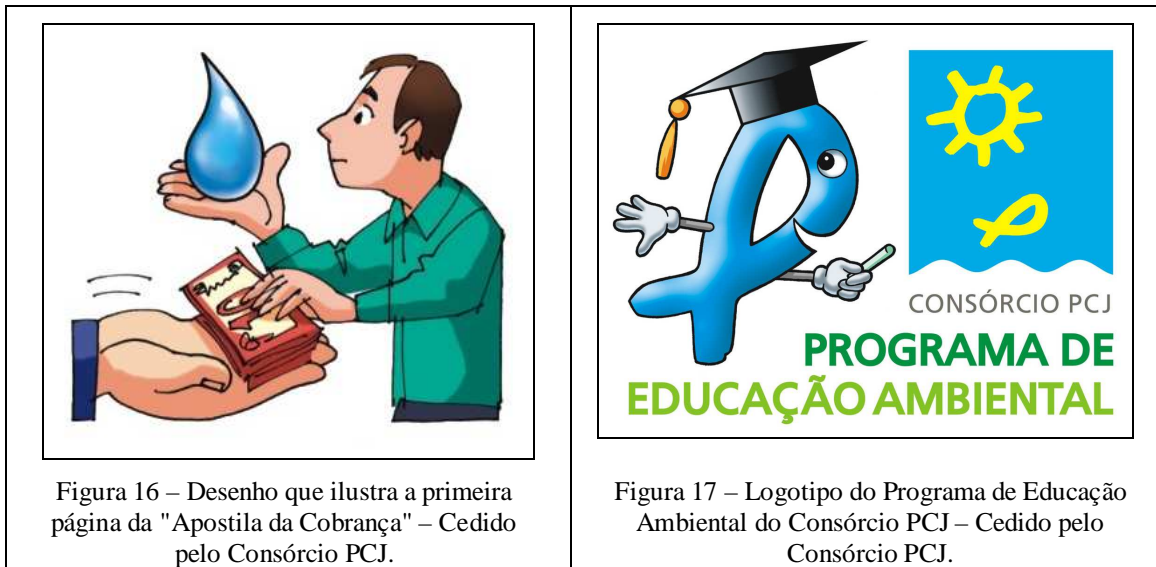 CONSÓRCIO PCJ
PROGRAMA DE
EDUCAÇÃO AMBIENTAL
Figura 16 – Desenho que ilustra a primeira
página da "Apostila da Cobrança" – Cedido
pelo Consórcio PCJ.
Figura 17 – Logotipo do Programa de Educação
Ambiental do Consórcio PCJ – Cedido pelo
Consórcio PCJ.